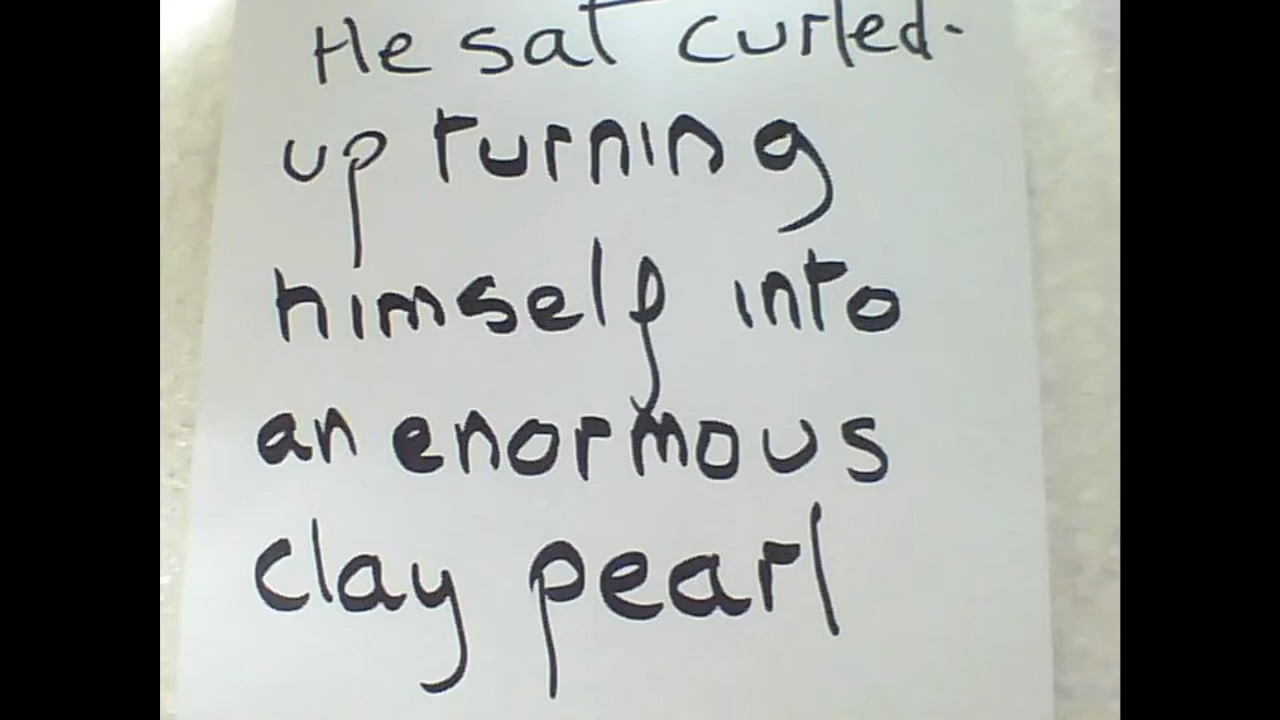 He sat curled-
up turning
himself into
an enormous
clay pearl